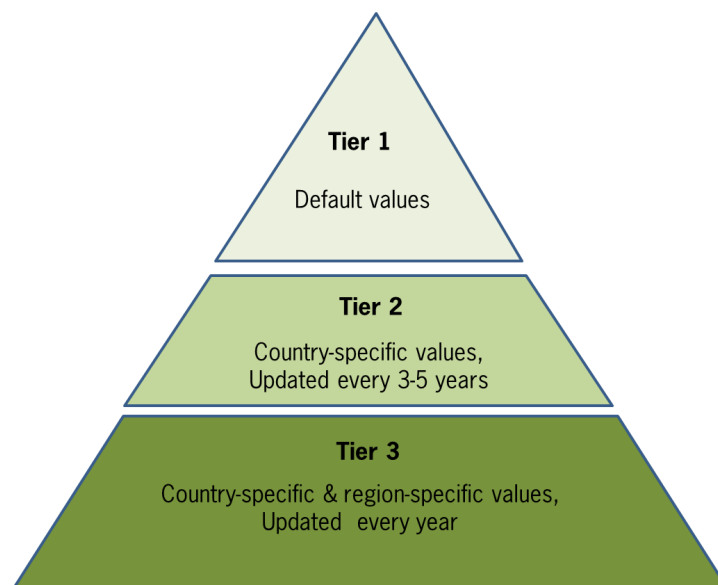 Tier 1
Default values
Tier 2
Country-specific values,
Updated every 3-5 years
Tier 3
Country-specific & region-specific values,
Updated every year